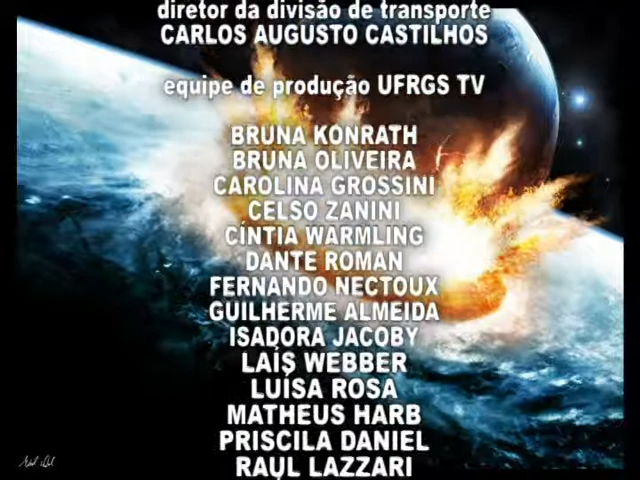 diretor da divisão de transporte
CARLOS AUGUSTO CASTILHOS
equipe de produção UFRGS TV
BRUNA KONRATH
BRUNA OLIVEIRA
CAROLINA GROSSINI
CELSO ZANINI
CÍNTIA WARMLING
DANTE ROMAN
FERNANDO NECTOUX
GUILHERME ALMEIDA
ISADORA JACOBY
LAÍS WEBBER
LUÍSA ROSA
MATHEUS HARB
PRISCILA DANIEL
RAUL LAZZARI